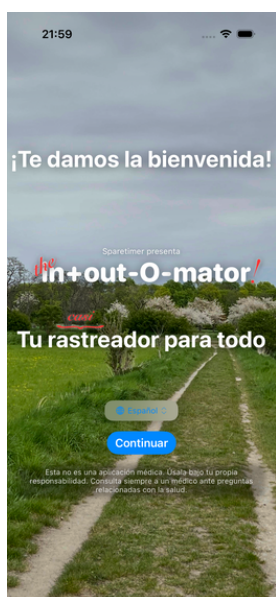 21:59
¡Te damos la bienvenida!
Sparetimer presenta
the
in+out-O-mator!
casi
Tu rastreador para todo
Español
Continuar
Esta no es una aplicación médica. Úsala bajo tu propia
responsabilidad. Consulta siempre a un médico ante preguntas
relacionadas con la salud.